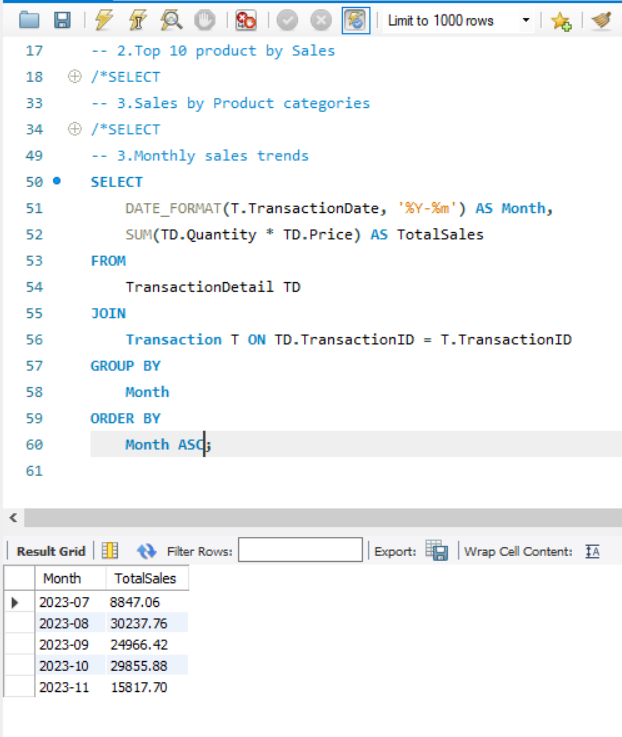 Limit to 1000 rows
17 -- 2.Top 10 product by Sales
18 /*SELECT
33 -- 3.Sales by Product categories
34 /*SELECT
49 -- 3.Monthly sales trends
50 SELECT
51 DATE_FORMAT(T.TransactionDate, '%Y-%m') AS Month,
52 SUM(TD.Quantity * TD.Price) AS TotalSales
53 FROM
54 TransactionDetail TD
55 JOIN
56 Transaction T ON TD.TransactionID = T.TransactionID
57 GROUP BY
58 Month
59 ORDER BY
60 Month ASC;
61
Result Grid Filter Rows: Export: Wrap Cell Content: IA
Month TotalSales
2023-07 8847.06
2023-08 30237.76
2023-09 24966.42
2023-10 29855.88
2023-11 15817.70